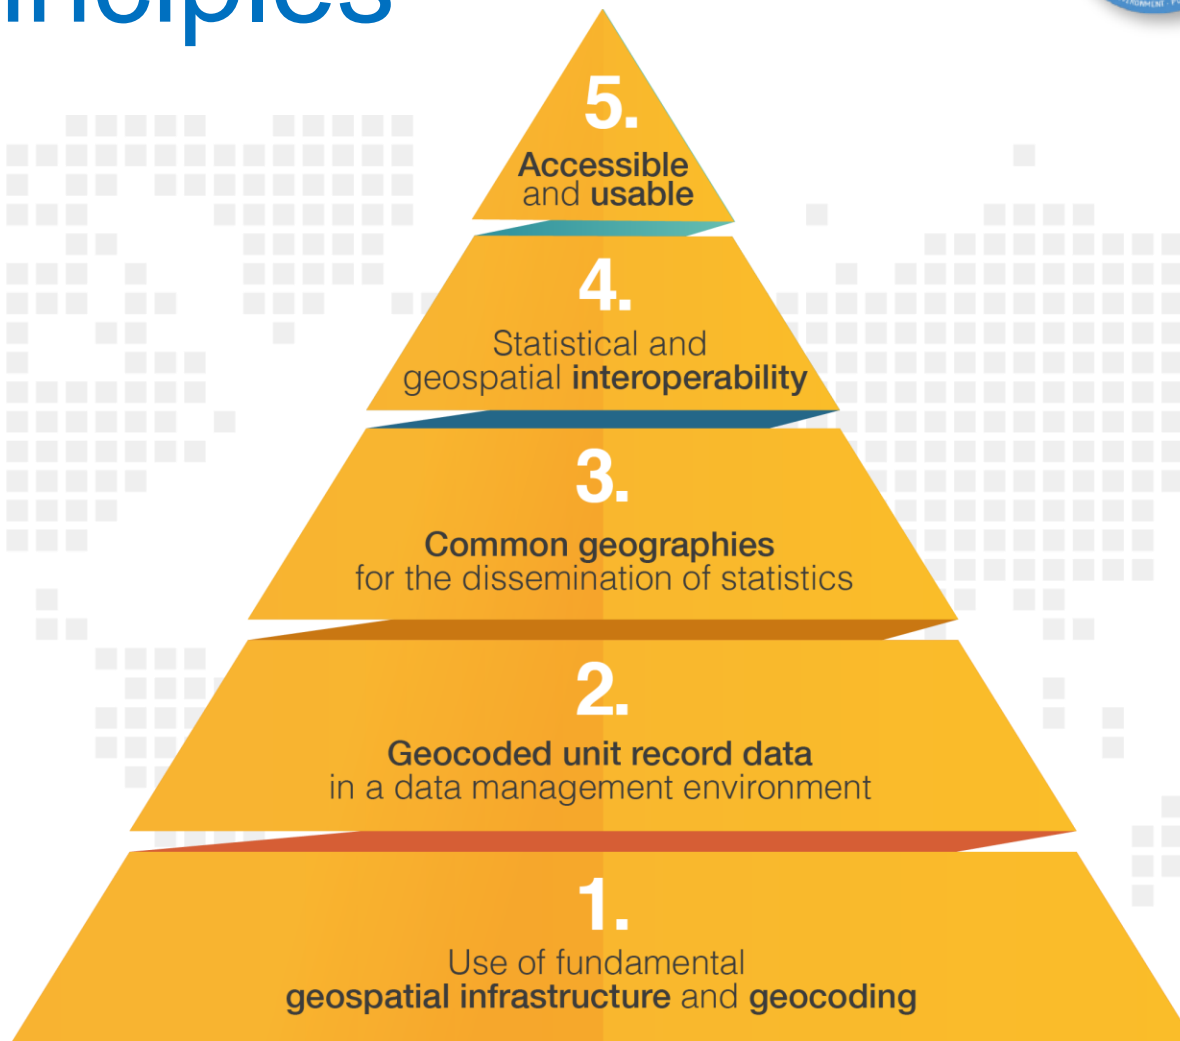 5.
Accessible
and usable
4.
Statistical and
geospatial interoperability
3.
Common geographies
for the dissemination of statistics
2.
Geocoded unit record data
in a data management environment
1.
Use of fundamental
geospatial infrastructure and geocoding